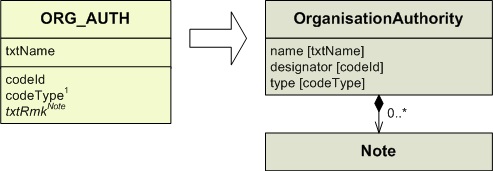 ORG_AUTH
txtName
codeId
codeType¹
txtRmkᴺᵒᵗᵉ
OrganisationAuthority
name [txtName]
designator [codeId]
type [codeType]
0..*
Note